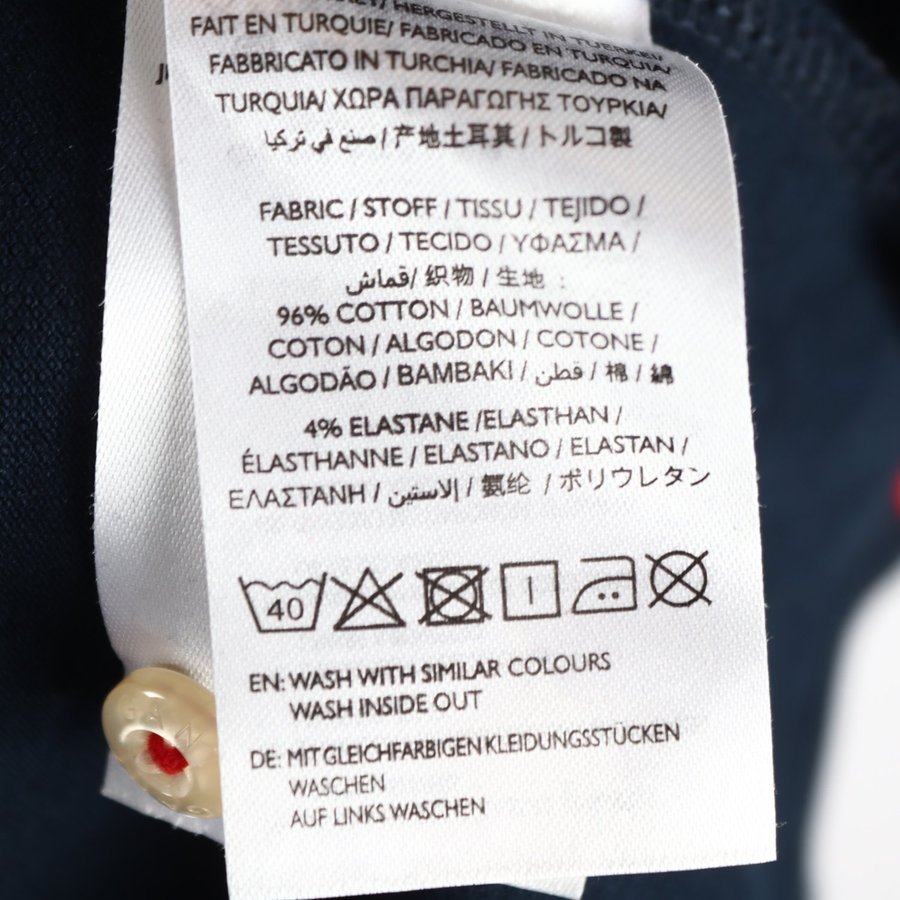 HERGESTELLT IN
FAIT EN TURQUIE/ FABRICADO EN TURQUIA/
FABBRICATO IN TURCHIA/ FABRICADO NA
TURQUIA/ ΧΩΡΑ ΠΑΡΑΓΩΓΗΣ ΤΟΥΡΚΙΑ/
صنع في تركيا / 产地土耳其 / トルコ製
FABRIC / STOFF / TISSU / TEJIDO /
TESSUTO / TECIDO / ΥΦΑΣΜΑ /
قماش/ 织物 / 生地 :
96% COTTON / BAUMWOLLE /
COTON / ALGODON / COTONE /
ALGODÃO / BAMBAKI / قطن / 棉 / 綿
4% ELASTANE /ELASTHAN /
ÉLASTHANNE / ELASTANO / ELASTAN /
ΕΛΑΣΤΑΝΗ / إلاستين / 氨纶 / ポリウレタン
40
EN: WASH WITH SIMILAR COLOURS
WASH INSIDE OUT
DE: MIT GLEICHFARBIGEN KLEIDUNGSSTÜCKEN
WASCHEN
AUF LINKS WASCHEN